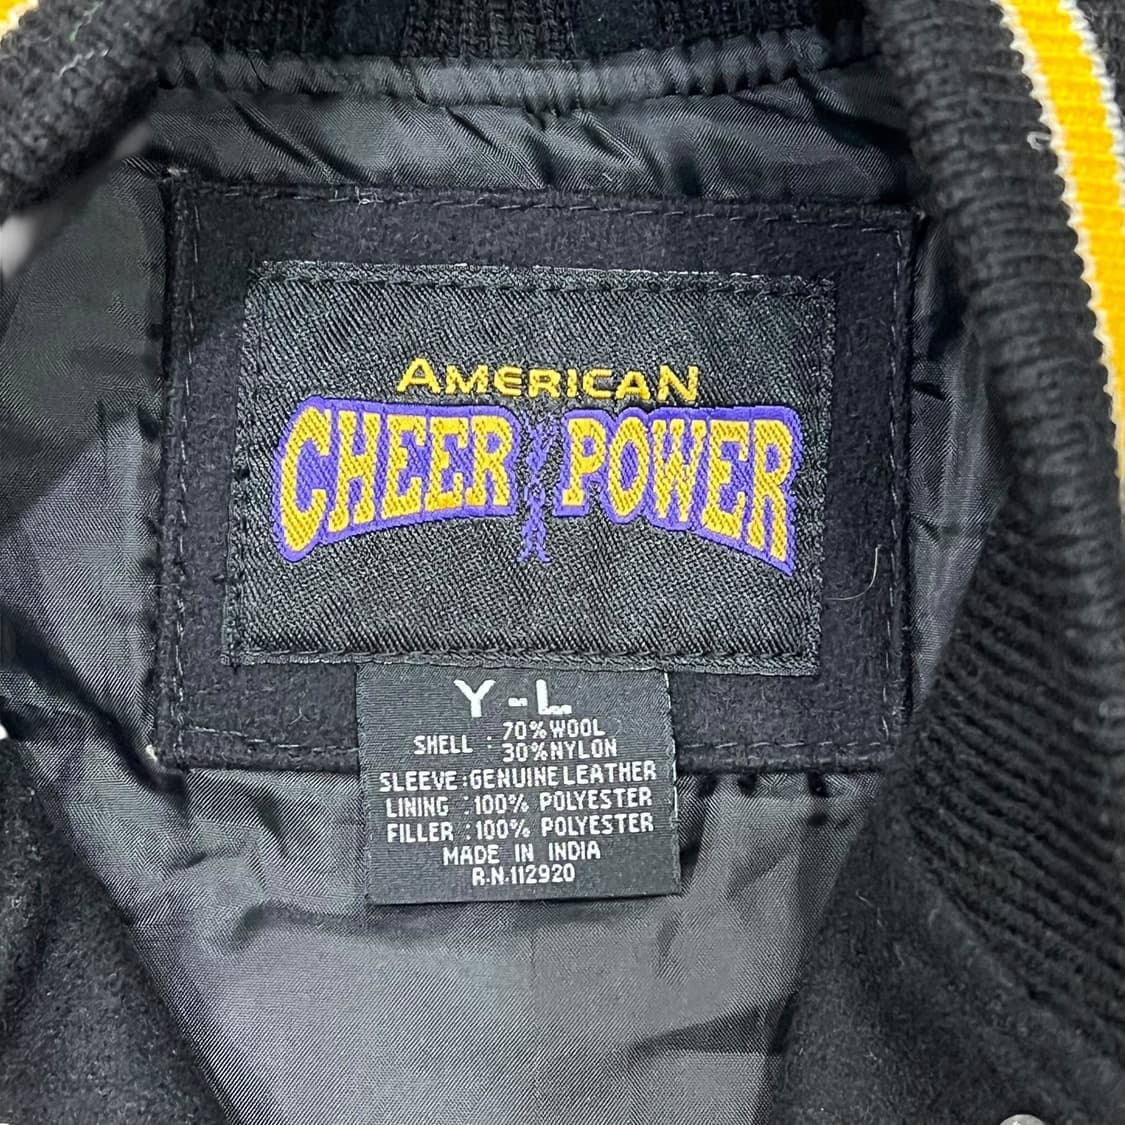 AMERICAN
CHEER POWER
Y-L
SHELL : 70%WOOL
30%NYLON
SLEEVE:GENUINE LEATHER
LINING :100% POLYESTER
FILLER :100% POLYESTER
MADE IN INDIA
R.N.112920